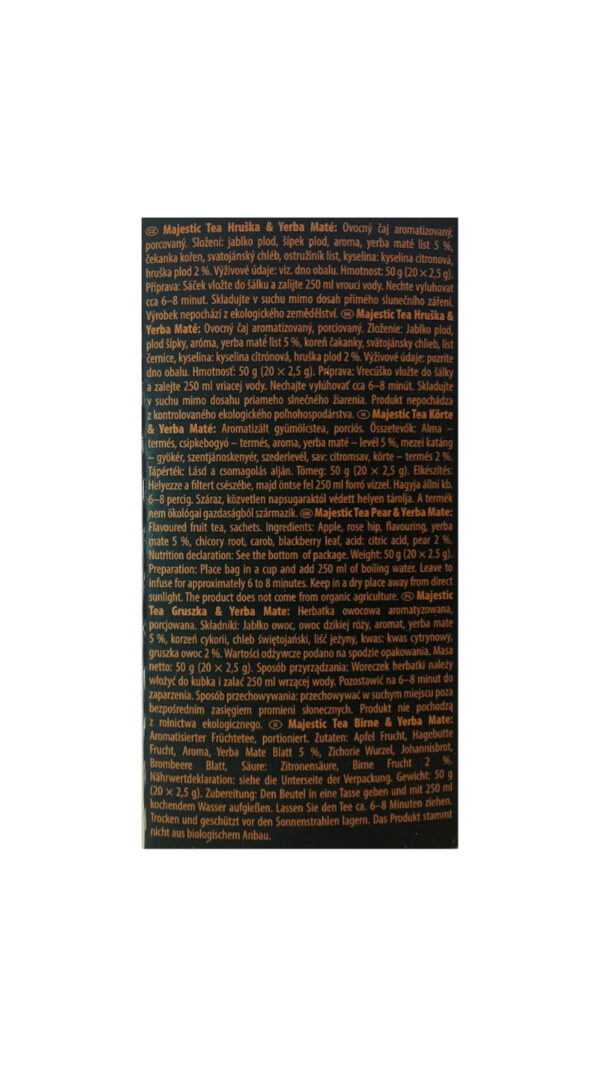 CZ Majestic Tea Hruška & Yerba Maté: Ovocný čaj aromatizovaný,
porcovaný. Složení: jablko plod, šípek plod, aroma, yerba maté list 5 %,
čekanka kořen, svatojánský chléb, ostružiník list, kyselina: kyselina citronová,
hruška plod 2 %. Výživové údaje: viz. dno obalu. Hmotnost: 50 g (20 × 2,5 g).
Příprava: Sáček vložte do šálku a zalijte 250 ml vroucí vody. Nechte vyluhovat
cca 6–8 minut. Skladujte v suchu mimo dosah přímého slunečního záření.
Výrobek nepochází z ekologického zemědělství. SK Majestic Tea Hruška &
Yerba Maté: Ovocný čaj aromatizovaný, porciovaný. Zloženie: Jablko plod,
plod šípky, aróma, yerba maté list 5 %, koreň čakanky, svätojánsky chlieb, list
černice, kyselina: kyselina citrónová, hruška plod 2 %. Výživové údaje: pozrite
dno obalu. Hmotnosť: 50 g (20 × 2,5 g). Príprava: Vrecúško vložte do šálky
a zalejte 250 ml vriacej vody. Nechajte vylúhovať cca 6–8 minút. Skladujte
v suchu mimo dosahu priameho slnečného žiarenia. Produkt nepochádza
z kontrolovaného ekologického poľnohospodárstva. H Majestic Tea Körte
& Yerba Maté: Aromatizált gyümölcstea, porciós. Összetevők: Alma –
termés, csipkebogyó – termés, aroma, yerba maté – levél 5 %, mezei katáng
– gyökér, szentjánoskenyér, szederlevél, sav: citromsav, körte – termés 2 %.
Tápérték: Lásd a csomagolás alján. Tömeg: 50 g (20 × 2,5 g). Elkészítés:
Helyezze a filtert csészébe, majd öntse fel 250 ml forró vízzel. Hagyja állni kb.
6–8 percig. Száraz, közvetlen napsugaraktól védett helyen tárolja. A termék
nem ökológai gazdaságból származik. GB Majestic Tea Pear & Yerba Mate:
Flavoured fruit tea, sachets. Ingredients: Apple, rose hip, flavouring, yerba
mate 5 %, chicory root, carob, blackberry leaf, acid: citric acid, pear 2 %.
Nutrition declaration: See the bottom of package. Weight: 50 g (20 × 2.5 g).
Preparation: Place bag in a cup and add 250 ml of boiling water. Leave to
infuse for approximately 6 to 8 minutes. Keep in a dry place away from direct
sunlight. The product does not come from organic agriculture. PL Majestic
Tea Gruszka & Yerba Mate: Herbatka owocowa aromatyzowana,
porcjowana. Składniki: Jabłko owoc, owoc dzikiej róży, aromat, yerba mate
5 %, korzeń cykorii, chleb świętojański, liść jeżyny, kwas: kwas cytrynowy,
gruszka owoc 2 %. Wartości odżywcze podano na spodzie opakowania. Masa
netto: 50 g (20 × 2,5 g). Sposób przyrządzania: Woreczek herbatki należy
włożyć do kubka i zalać 250 ml wrzącej wody. Pozostawić na 6–8 minut do
zaparzenia. Sposób przechowywania: przechowywać w suchym miejscu poza
bezpośrednim zasięgiem promieni słonecznych. Produkt nie pochodzą
z rolnictwa ekologicznego. D Majestic Tea Birne & Yerba Mate:
Aromatisierter Früchtetee, portioniert. Zutaten: Apfel Frucht, Hagebutte
Frucht, Aroma, Yerba Mate Blatt 5 %, Zichorie Wurzel, Johannisbrot,
Brombeere Blatt, Säure: Zitronensäure, Birne Frucht 2 %.
Nährwertdeklaration: siehe die Unterseite der Verpackung. Gewicht: 50 g
(20 × 2,5 g). Zubereitung: Den Beutel in eine Tasse geben und mit 250 ml
kochendem Wasser aufgießen. Lassen Sie den Tee ca. 6–8 Minuten ziehen.
Trocken und geschützt vor den Sonnenstrahlen lagern. Das Produkt stammt
nicht aus biologischem Anbau.